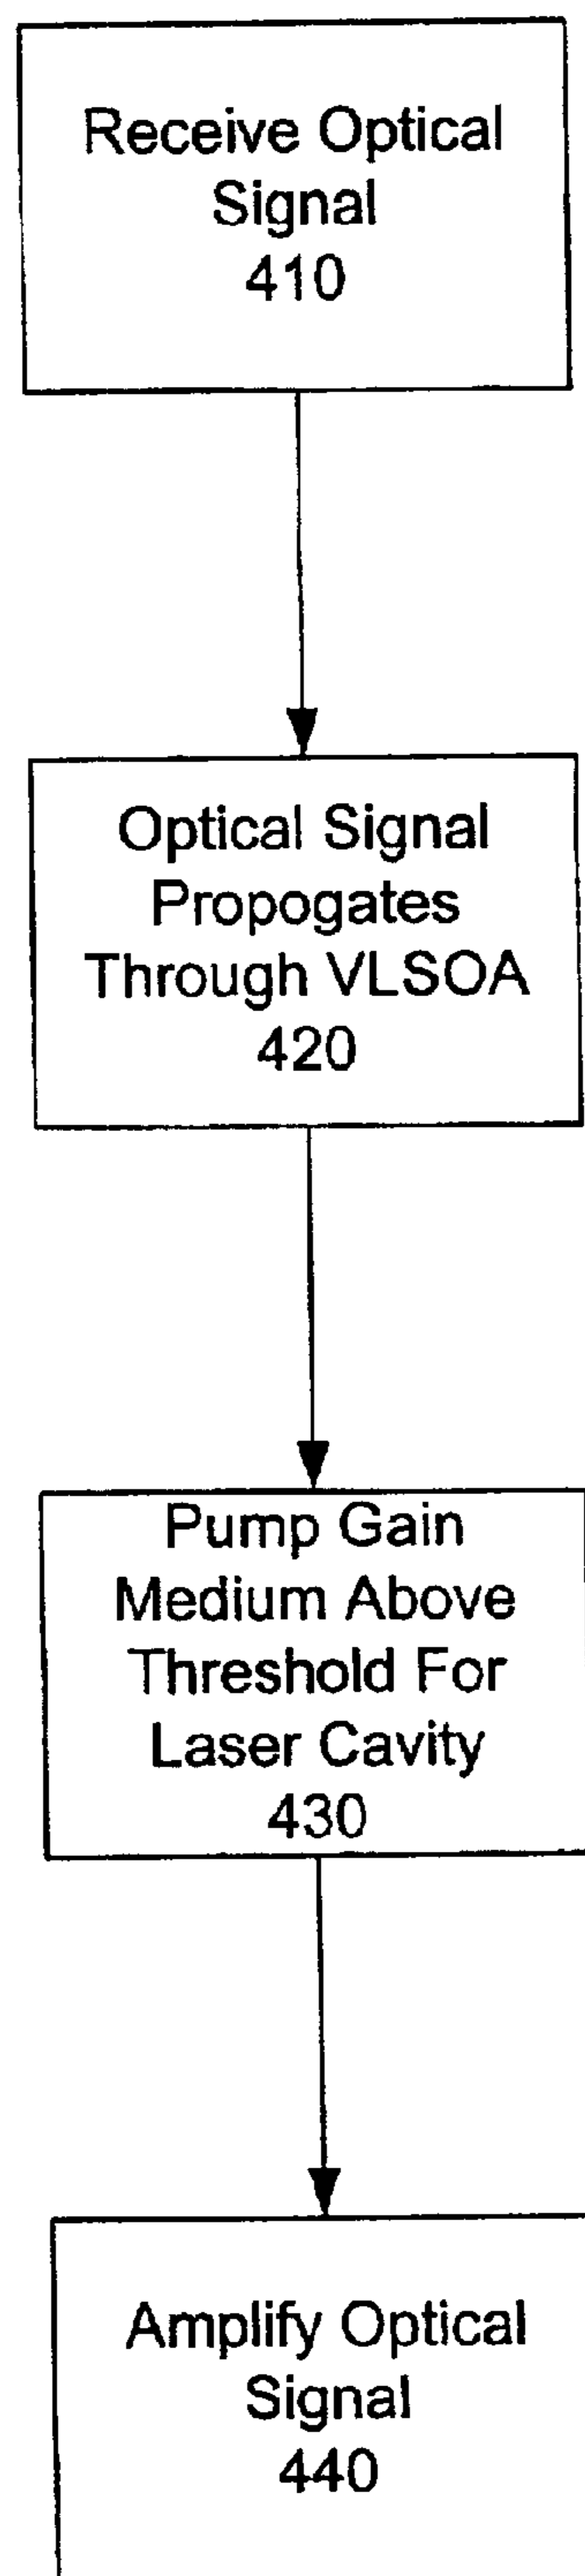 Receive Optical
Signal
410
Optical Signal
Propogates
Through VLSOA
420
Pump Gain
Medium Above
Threshold For
Laser Cavity
430
Amplify Optical
Signal
440